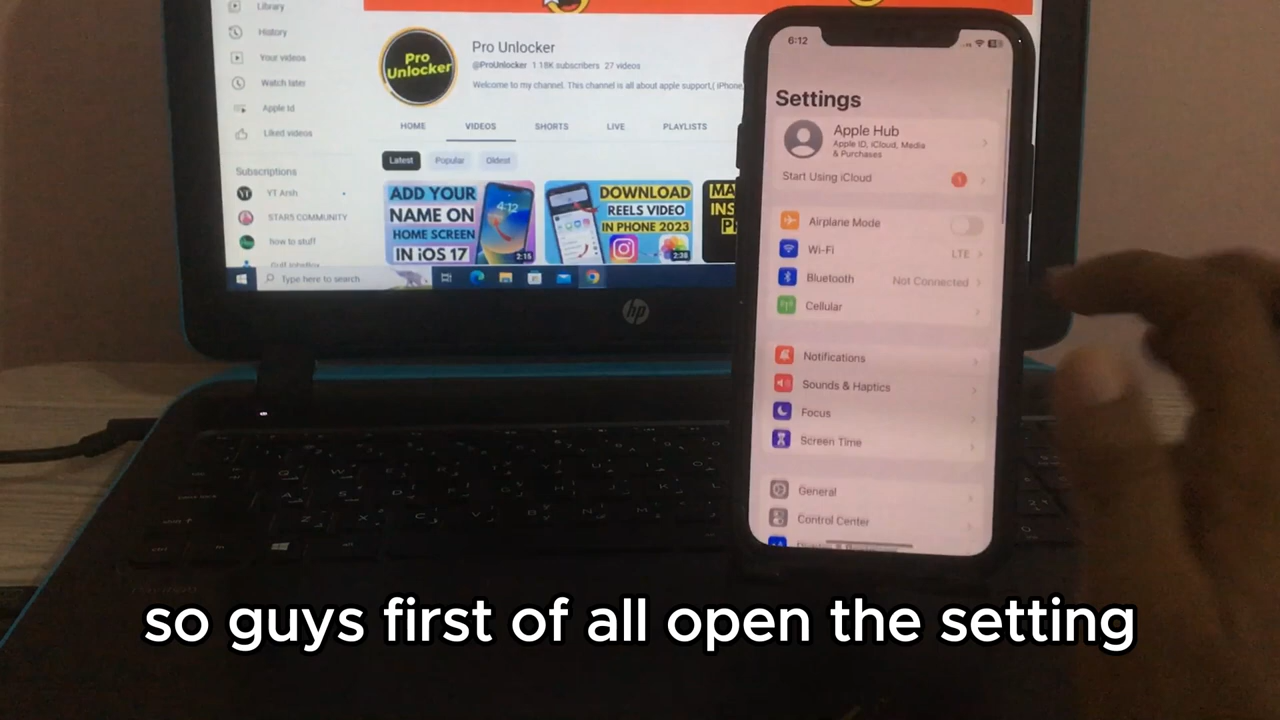 Library
History
Your videos
Watch later
Apple Id
Liked videos
Subscriptions
YT Arsh
STARS COMMUNITY
how to stuff
Pro
Unlocker
Pro Unlocker
@ProUnlocker 1.18K subscribers 27 videos
Welcome to my channel. This channel is all about apple support,( iPhone,
HOME VIDEOS SHORTS LIVE PLAYLISTS
Latest Popular Oldest
ADD YOUR
NAME ON
HOME SCREEN
IN iOS 17
4:12
2:15
DOWNLOAD
REELS VIDEO
IN PHONE 2023
2:38
MA
INS
P
Type here to search
hp
6:12
Settings
Apple Hub
Apple ID, iCloud, Media
& Purchases
Start Using iCloud 1
Airplane Mode
Wi-Fi LTE
Bluetooth Not Connected
Cellular
Notifications
Sounds & Haptics
Focus
Screen Time
General
Control Center
so guys first of all open the setting